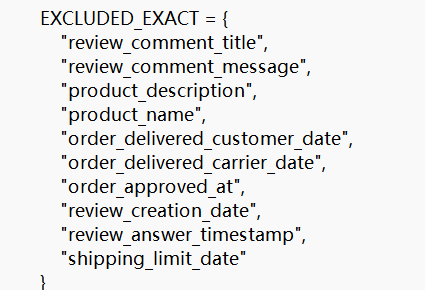 EXCLUDED_EXACT = {
"review_comment_title",
"review_comment_message",
"product_description",
"product_name",
"order_delivered_customer_date",
"order_delivered_carrier_date",
"order_approved_at",
"review_creation_date",
"review_answer_timestamp",
"shipping_limit_date"
}